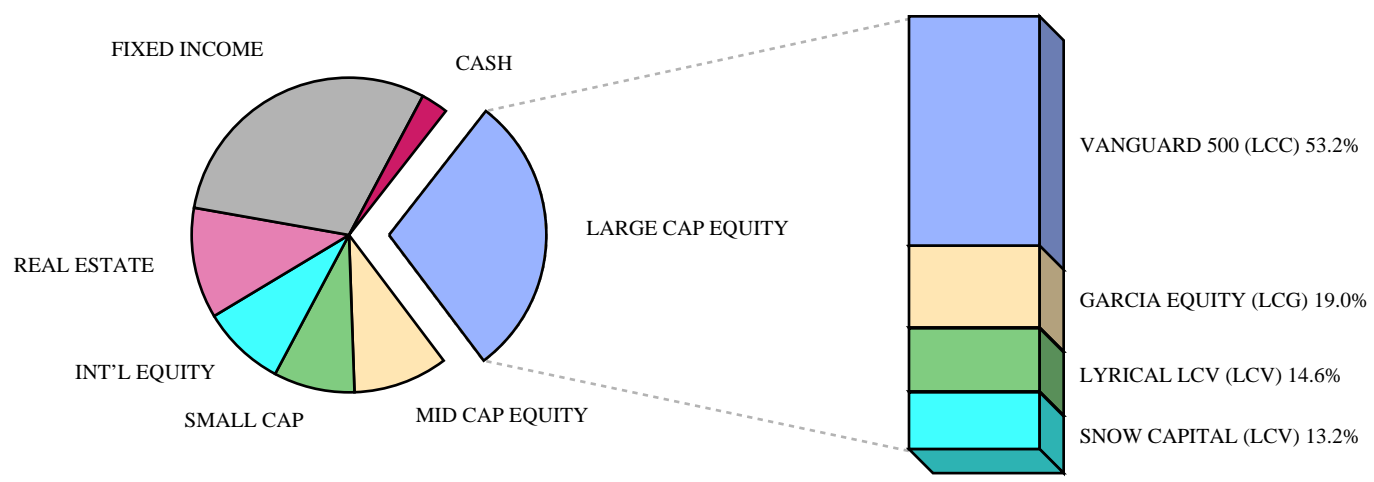 FIXED INCOME
CASH
VANGUARD 500 (LCC) 53.2%
LARGE CAP EQUITY
REAL ESTATE
GARCIA EQUITY (LCG) 19.0%
INT'L EQUITY
LYRICAL LCV (LCV) 14.6%
SMALL CAP
MID CAP EQUITY
SNOW CAPITAL (LCV) 13.2%